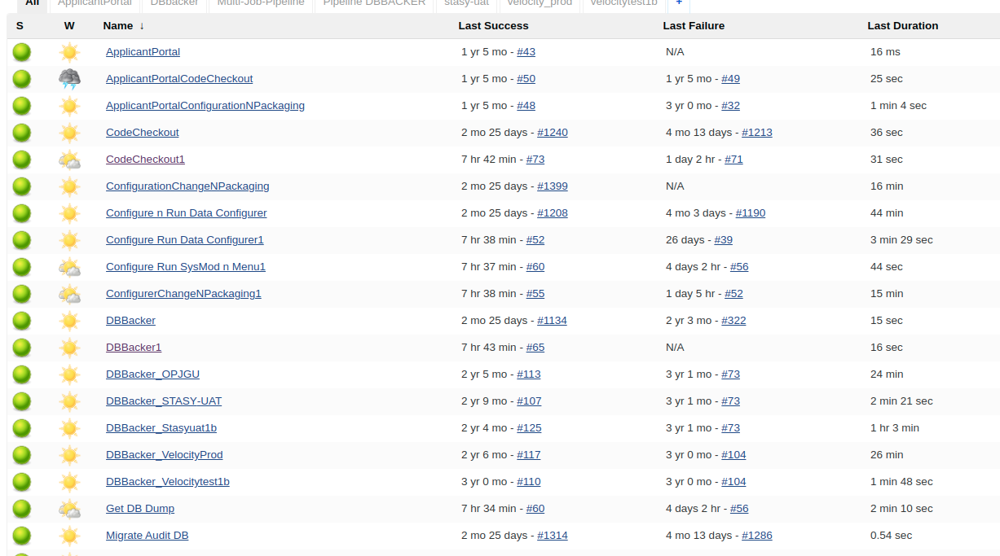 All ApplicantPortal DBbacker Multi-Job-Pipeline Pipeline DBBACKER stasy-uat velocity_prod velocitytest1b +
S W Name ↓ Last Success Last Failure Last Duration
ApplicantPortal 1 yr 5 mo - #43 N/A 16 ms
ApplicantPortalCodeCheckout 1 yr 5 mo - #50 1 yr 5 mo - #49 25 sec
ApplicantPortalConfigurationNPackaging 1 yr 5 mo - #48 3 yr 0 mo - #32 1 min 4 sec
CodeCheckout 2 mo 25 days - #1240 4 mo 13 days - #1213 36 sec
CodeCheckout1 7 hr 42 min - #73 1 day 2 hr - #71 31 sec
ConfigurationChangeNPackaging 2 mo 25 days - #1399 N/A 16 min
Configure n Run Data Configurer 2 mo 25 days - #1208 4 mo 3 days - #1190 44 min
Configure Run Data Configurer1 7 hr 38 min - #52 26 days - #39 3 min 29 sec
Configure Run SysMod n Menu1 7 hr 37 min - #60 4 days 2 hr - #56 44 sec
ConfigurerChangeNPackaging1 7 hr 38 min - #55 1 day 5 hr - #52 15 min
DBBacker 2 mo 25 days - #1134 2 yr 3 mo - #322 15 sec
DBBacker1 7 hr 43 min - #65 N/A 16 sec
DBBacker_OPJGU 2 yr 5 mo - #113 3 yr 1 mo - #73 24 min
DBBacker_STASY-UAT 2 yr 9 mo - #107 3 yr 1 mo - #73 2 min 21 sec
DBBacker_Stasyuat1b 2 yr 4 mo - #125 3 yr 1 mo - #73 1 hr 3 min
DBBacker_VelocityProd 2 yr 6 mo - #117 3 yr 0 mo - #104 26 min
DBBacker_Velocitytest1b 3 yr 0 mo - #110 3 yr 0 mo - #104 1 min 48 sec
Get DB Dump 7 hr 34 min - #60 4 days 2 hr - #56 2 min 10 sec
Migrate Audit DB 2 mo 25 days - #1314 4 mo 13 days - #1286 0.54 sec